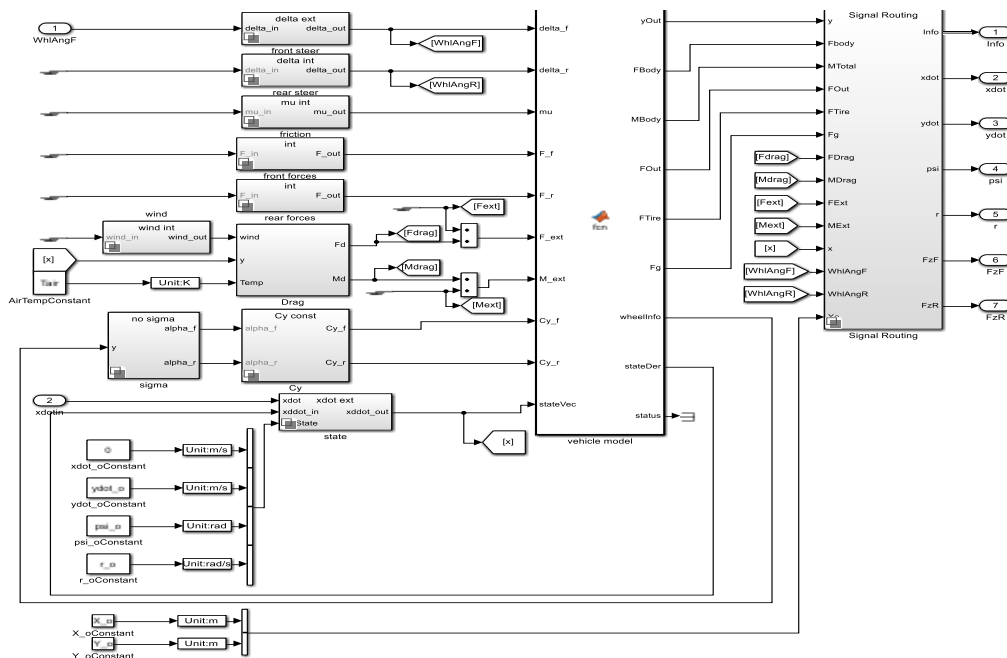 1
WhlAngF
delta ext
delta_in
delta_out
front steer
[WhlAngF]
delta int
delta_in
delta_out
rear steer
[WhlAngR]
mu int
mu_in
mu_out
friction
int
F_in
F_out
front forces
int
F_in
F_out
rear forces
wind
wind int
wind_in
wind_out
[x]
Tair
AirTempConstant
Unit:K
wind
y
Temp
Fd
Md
Drag
[Fext]
[Fdrag]
[Mdrag]
[Mext]
no sigma
y
alpha_f
alpha_r
sigma
Cy const
alpha_f
alpha_r
Cy_f
Cy_r
Cy
2
xdotin
xdot ext
xdot
xddot_in
State
xddot_out
state
[x]
0
xdot_oConstant
Unit:m/s
ydot_o
ydot_oConstant
Unit:m/s
psi_o
psi_oConstant
Unit:rad
r_o
r_oConstant
Unit:rad/s
X_o
X_oConstant
Unit:m
Y_o
Y_oConstant
Unit:m
delta_f
delta_r
mu
F_f
F_r
F_ext
M_ext
Cy_f
Cy_r
stateVec
fcn
yOut
FBody
MBody
FOut
FTire
Fg
wheelInfo
stateDer
status
vehicle model
Signal Routing
y
Fbody
MTotal
FOut
FTire
Fg
[Fdrag]
FDrag
[Mdrag]
MDrag
[Fext]
FExt
[Mext]
MExt
[x]
x
[WhlAngF]
WhlAngF
[WhlAngR]
WhlAngR
Info
xdot
ydot
psi
r
FzF
FzR
Signal Routing
1
Info
2
xdot
3
ydot
4
psi
5
r
6
FzF
7
FzR